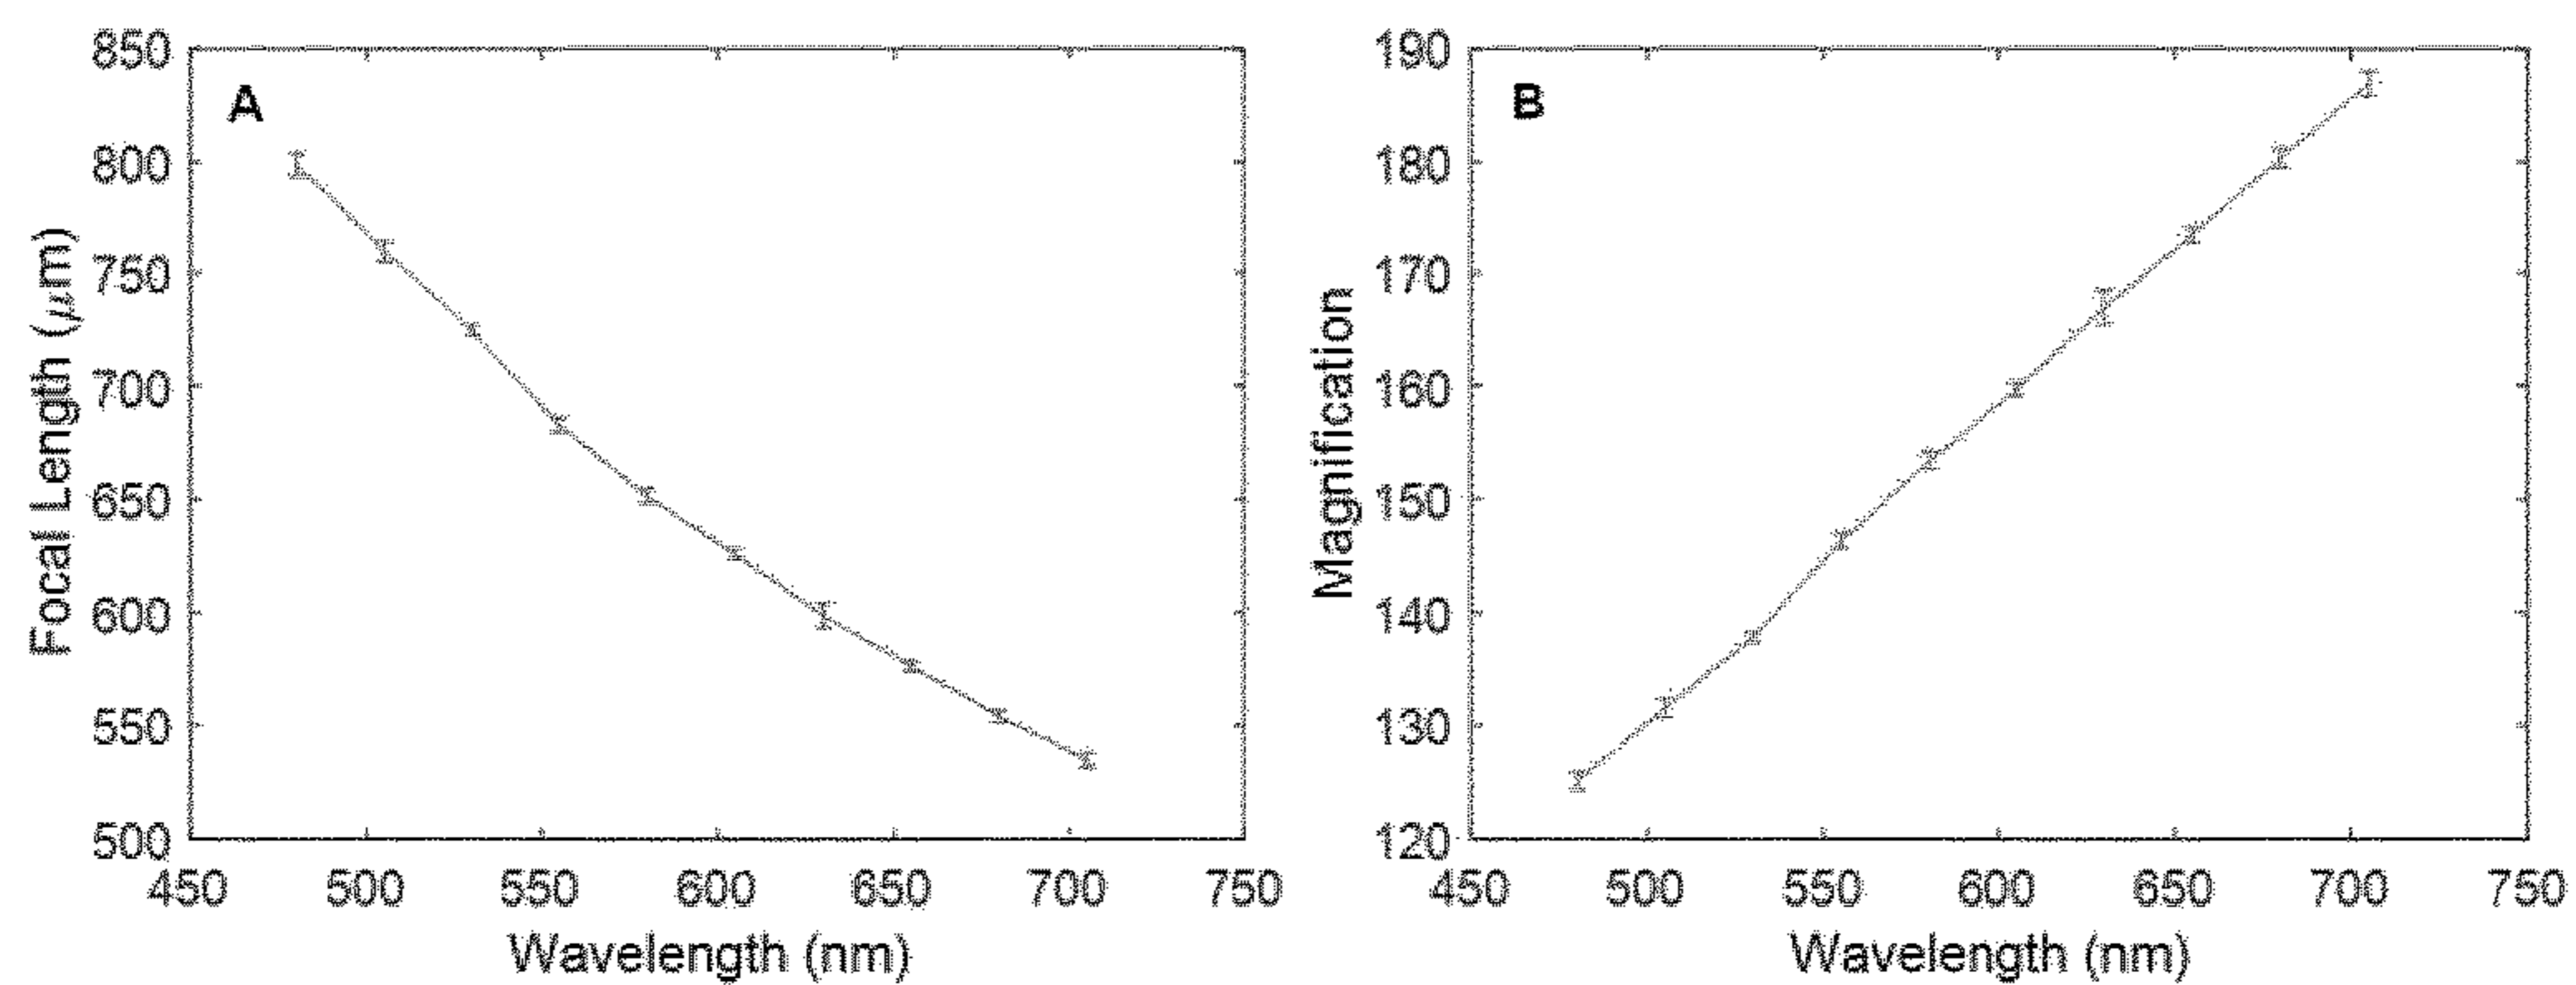 A
850
800
750
700
650
600
550
500
450 500 550 600 650 700 750
Focal Length (μm)
Wavelength (nm)
B
190
180
170
160
150
140
130
120
450 500 550 600 650 700 750
Magnification
Wavelength (nm)